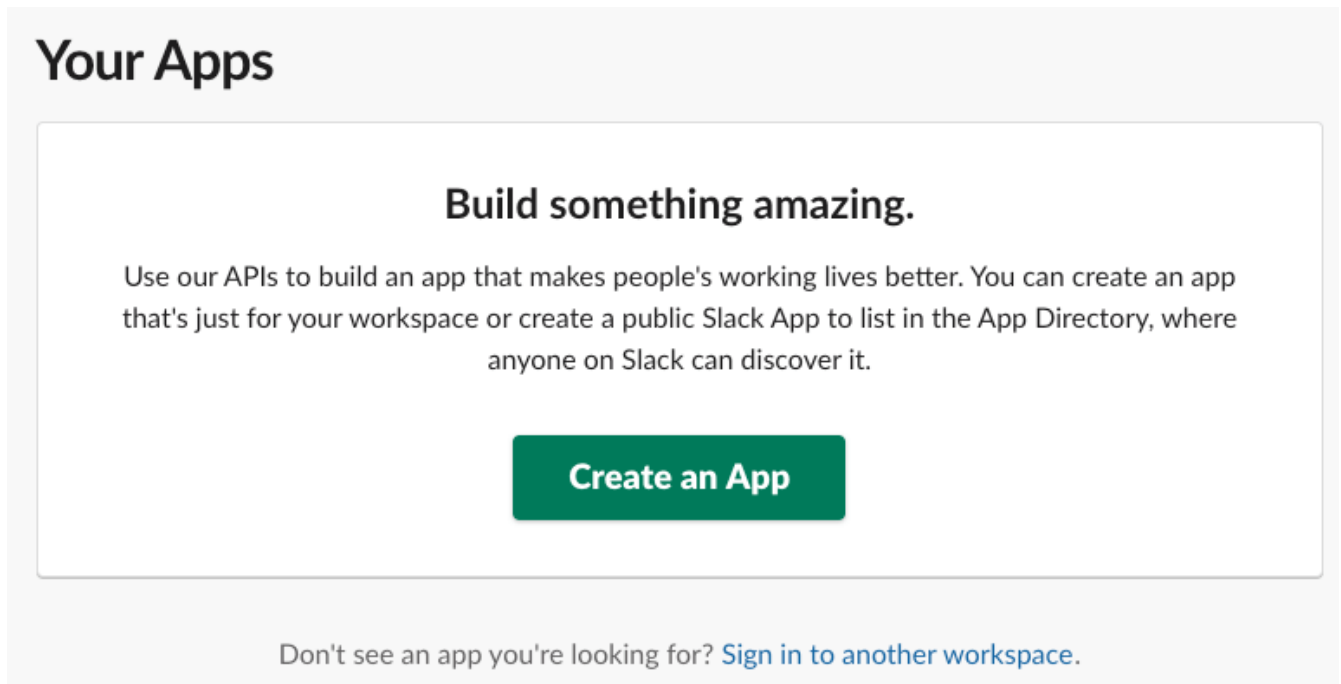 Your Apps
Build something amazing.
Use our APIs to build an app that makes people's working lives better. You can create an app
that's just for your workspace or create a public Slack App to list in the App Directory, where
anyone on Slack can discover it.
Create an App
Don't see an app you're looking for? Sign in to another workspace.